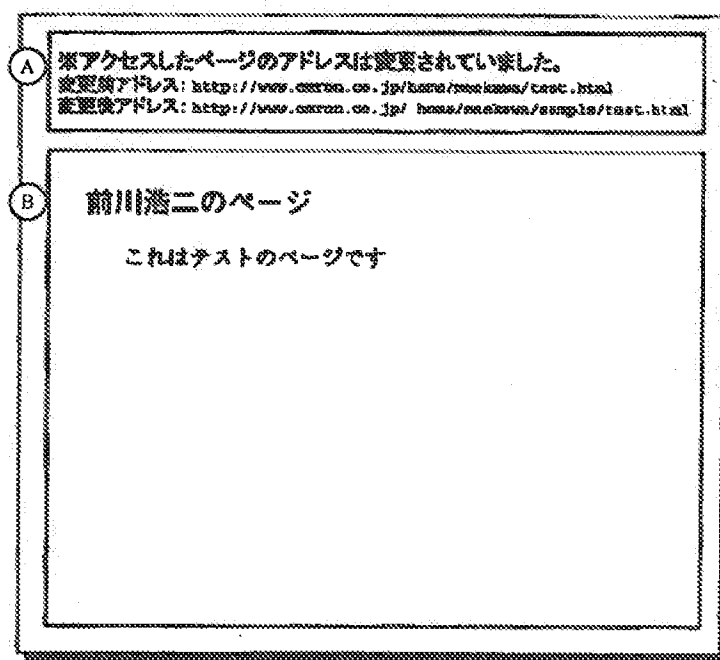 A
※アクセスしたページのアドレスは変更されていました。
変更前アドレス: http://www.omron.co.jp/home/maekawa/test.html
変更後アドレス: http://www.omron.co.jp/ home/maekawa/sample/test.html
B
前川浩二のページ
これはテストのページです